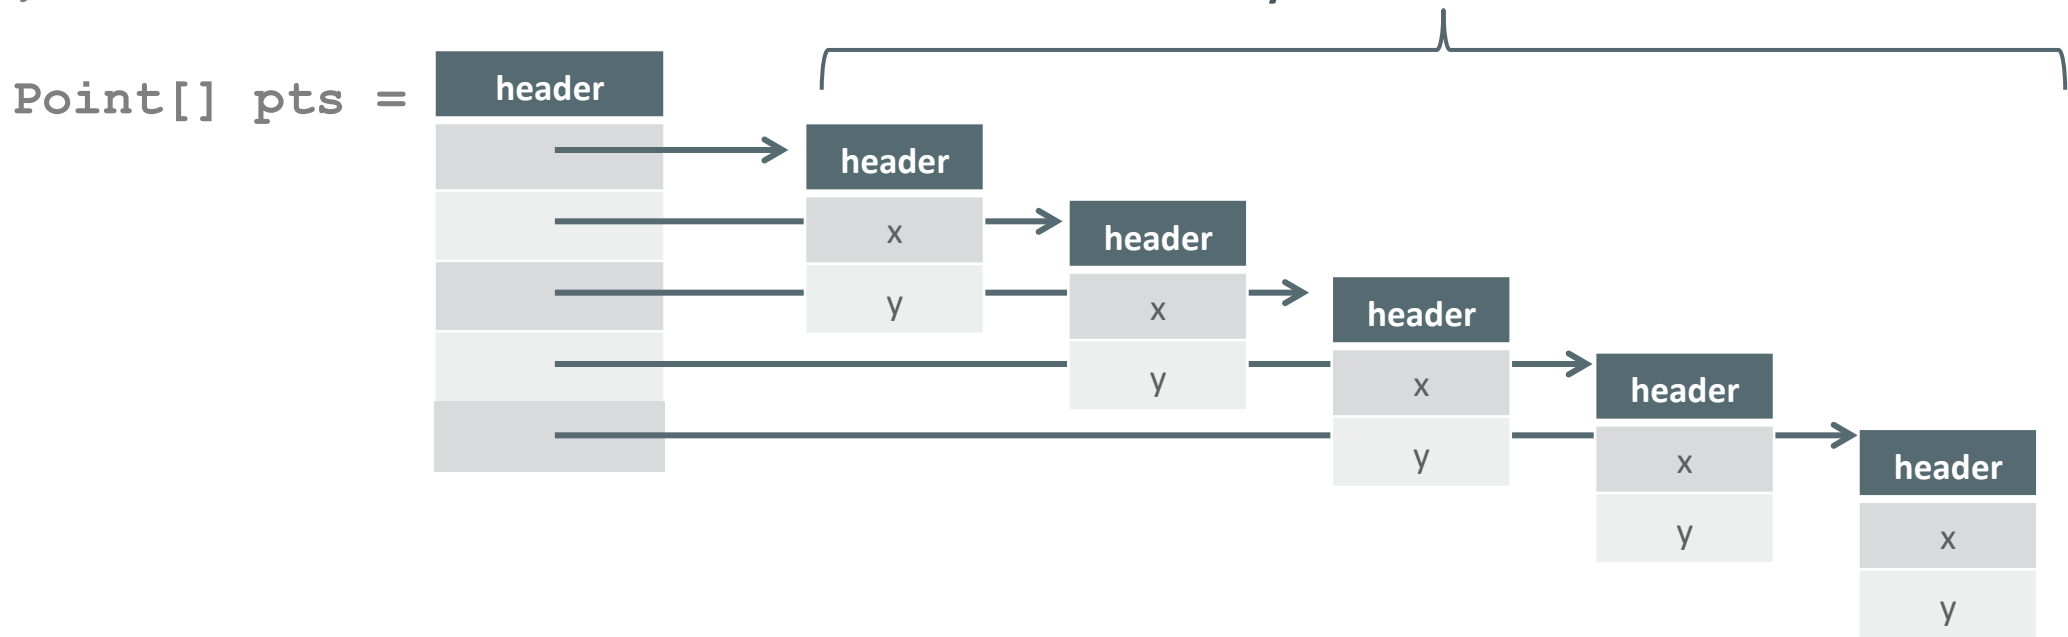 Point[] pts =
header
header
x
y
header
x
y
header
x
y
header
x
y
header
x
y